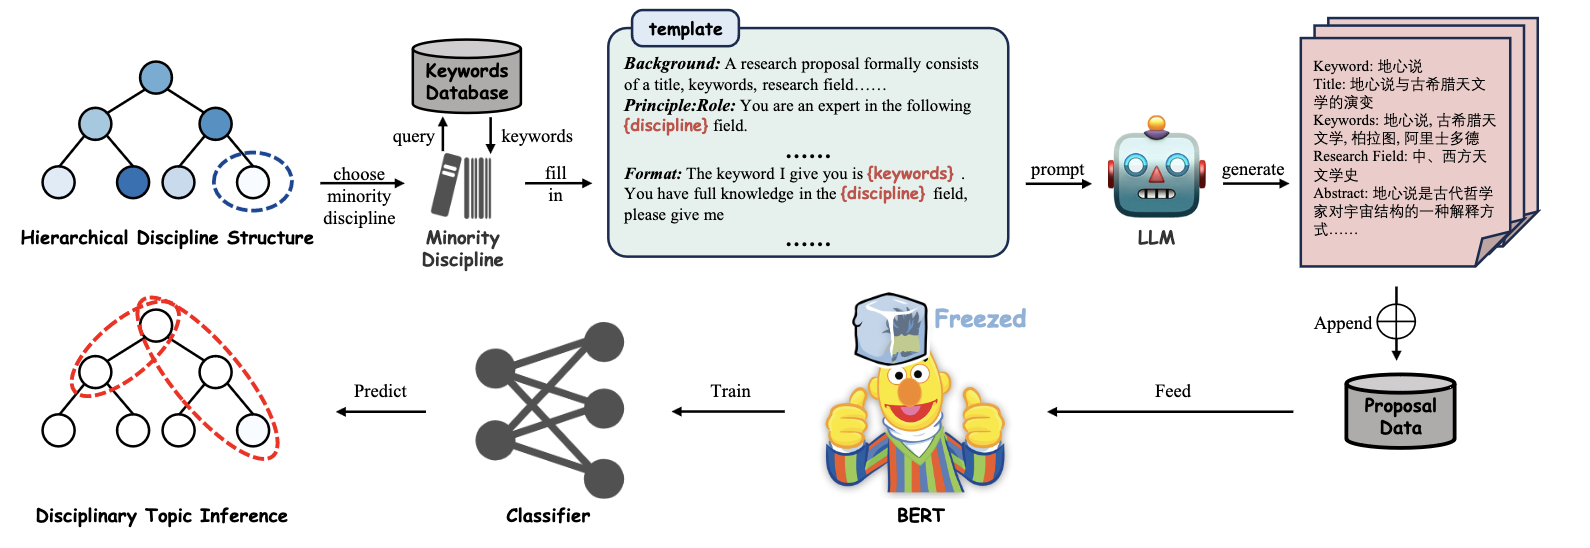 Hierarchical Discipline Structure
choose
minority
discipline
Keywords
Database
query
keywords
Minority
Discipline
fill
in
template
Background: A research proposal formally consists
of a title, keywords, research field……
Principle:Role: You are an expert in the following
{discipline} field.
……
Format: The keyword I give you is {keywords} .
You have full knowledge in the {discipline} field,
please give me
……
prompt
LLM
generate
Keyword: 地心说
Title: 地心说与古希腊天文
学的演变
Keywords: 地心说, 古希腊天
文学, 柏拉图, 阿里士多德
Research Field: 中、西方天
文学史
Abstract: 地心说是古代哲学
家对宇宙结构的一种解释方
式……
Append
Proposal
Data
Feed
Freezed
BERT
Train
Classifier
Predict
Disciplinary Topic Inference